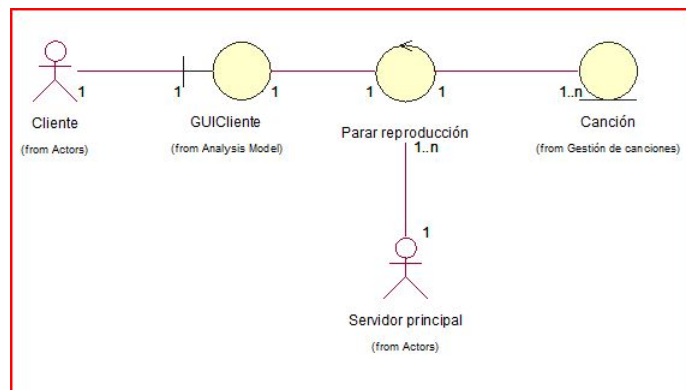 1
1
1
1
1
1..n
Cliente
(from Actors)
GUICliente
(from Analysis Model)
Parar reproducción
Canción
(from Gestión de canciones)
1..n
1
Servidor principal
(from Actors)